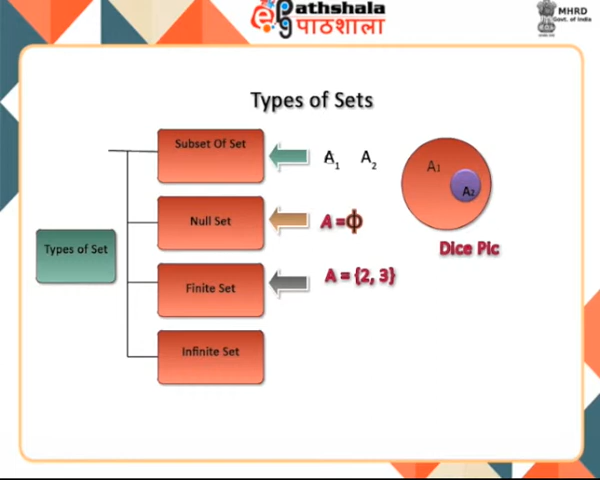 ePathshala
पाठशाला
MHRD
Govt. of India
Types of Sets
Subset Of Set
A1 A2
A1
A2
Null Set
A =ϕ
Dice Pic
Types of Set
Finite Set
A = {2, 3}
Infinite Set